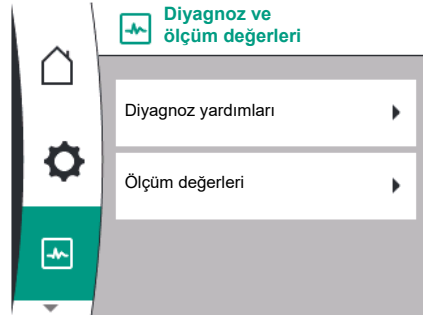 Diyagnoz ve
ölçüm değerleri
Diyagnoz yardımları
Ölçüm değerleri